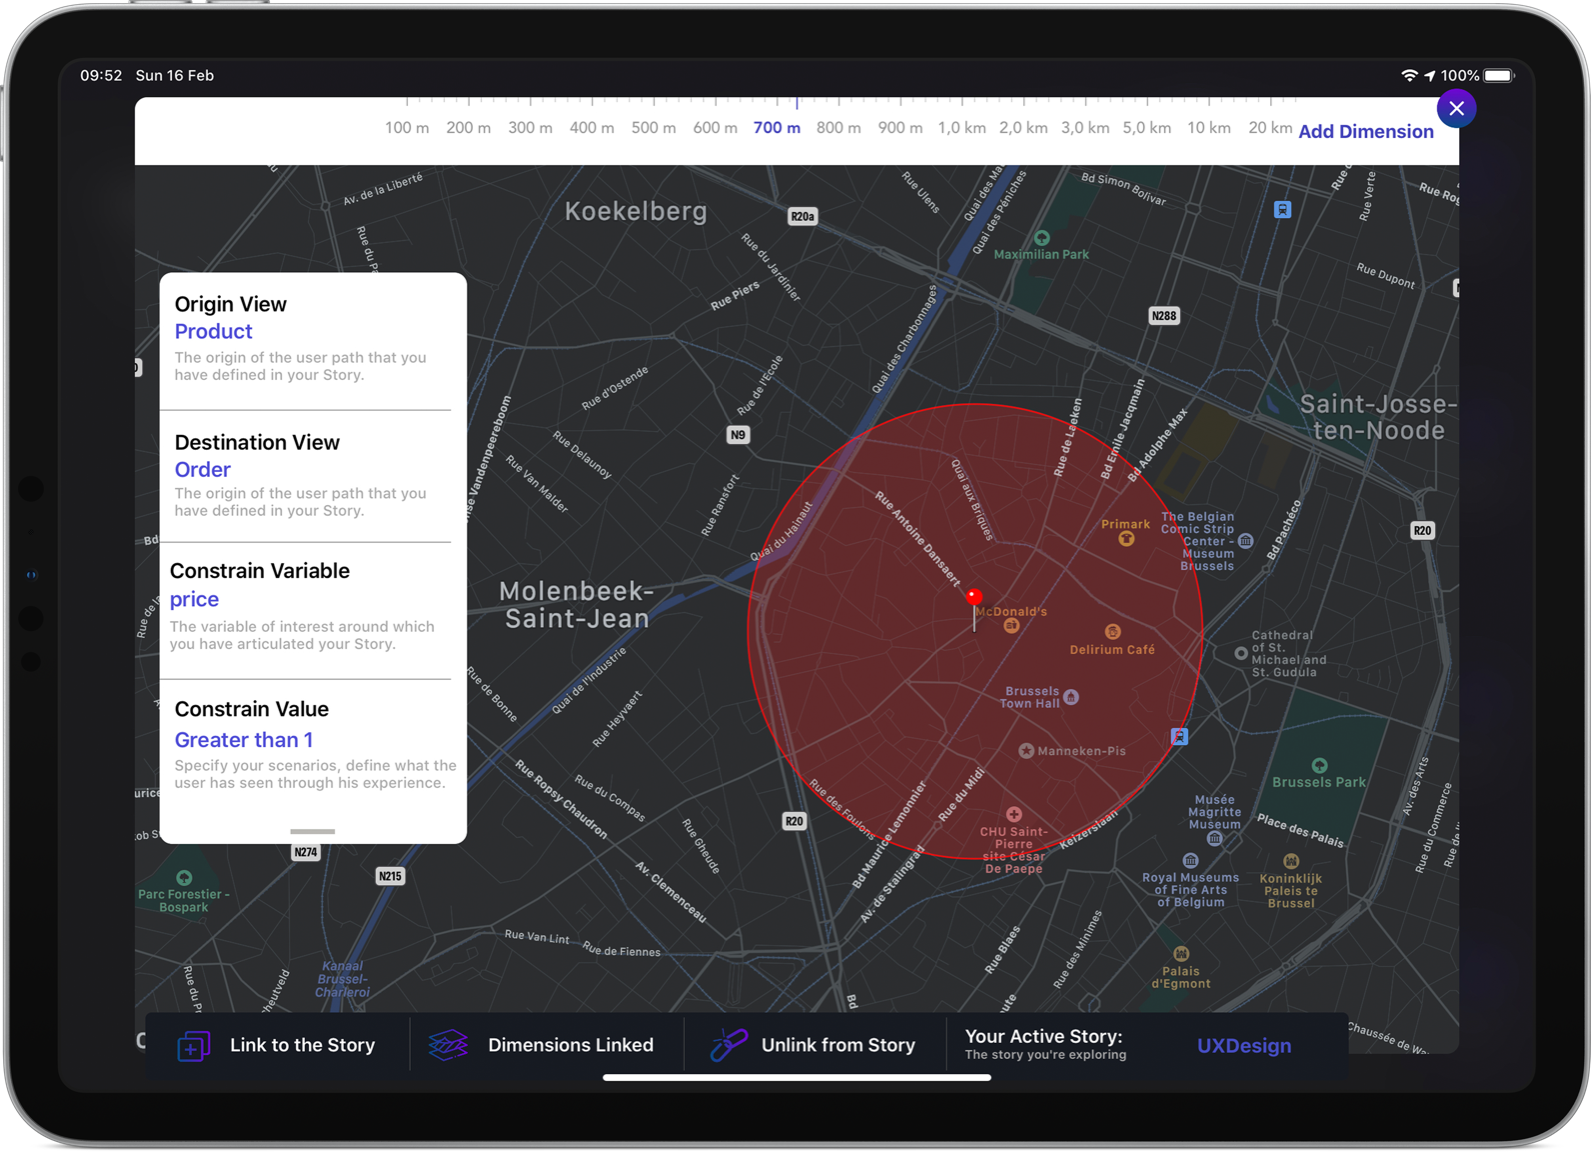 09:52 Sun 16 Feb
100%
100 m 200 m 300 m 400 m 500 m 600 m 700 m 800 m 900 m 1,0 km 2,0 km 3,0 km 5,0 km 10 km 20 km
Add Dimension
Origin View
Product
The origin of the user path that you
have defined in your Story.
Destination View
Order
The origin of the user path that you
have defined in your Story.
Constrain Variable
price
The variable of interest around which
you have articulated your Story.
Constrain Value
Greater than 1
Specify your scenarios, define what the
user has seen through his experience.
Av. de la Liberté
Koekelberg
R20a
Rue Ulens
Quai des Péniches
Bd Simon Bolivar
Rue Verte
Maximilian Park
Rue Dupont
N288
Rue du Jardinier
Rue Piers
Quai des Charbonnages
Rue d'Ostende
Rue de l'Ecole
N9
Rue Delaunoy
Rue Van Malder
Rue Ransfort
Saint-Josse-
ten-Noode
Rue de Laeken
Bd Emile Jacqmain
Bd Adolphe Max
Quai aux Briques
Rue Antoine Dansaert
Quai du Hainaut
Primark
The Belgian
Comic Strip
Center -
Museum
Brussels
Bd Pachéco
R20
Molenbeek-
Saint-Jean
McDonald's
Delirium Café
Cathedral
of St.
Michael and
St. Gudula
Brussels
Town Hall
Manneken-Pis
Quai de l'Industrie
Rue de Bonne
Rue Heyvaert
Rue Ropsy Chaudron
Rue du Compas
Rue Gheude
R20
Rue des Foulons
Bd Maurice Lemonnier
Rue du Midi
Av. de Stalingrad
CHU Saint-
Pierre
site César
De Paepe
Keizerslaan
Brussels Park
Av. des Arts
Rue du Commerce
Musée
Magritte
Museum
Place des Palais
Royal Museums
of Fine Arts
of Belgium
Koninklijk
Paleis te
Brussel
N274
N215
Parc Forestier -
Bospark
Av. Clemenceau
Rue Van Lint
Rue de Fiennes
Kanaal
Brussel-
Charleroi
Rue Blaes
Rue des Minimes
Palais
d'Egmont
Bd
Link to the Story
Dimensions Linked
Unlink from Story
Your Active Story:
The story you're exploring
UXDesign